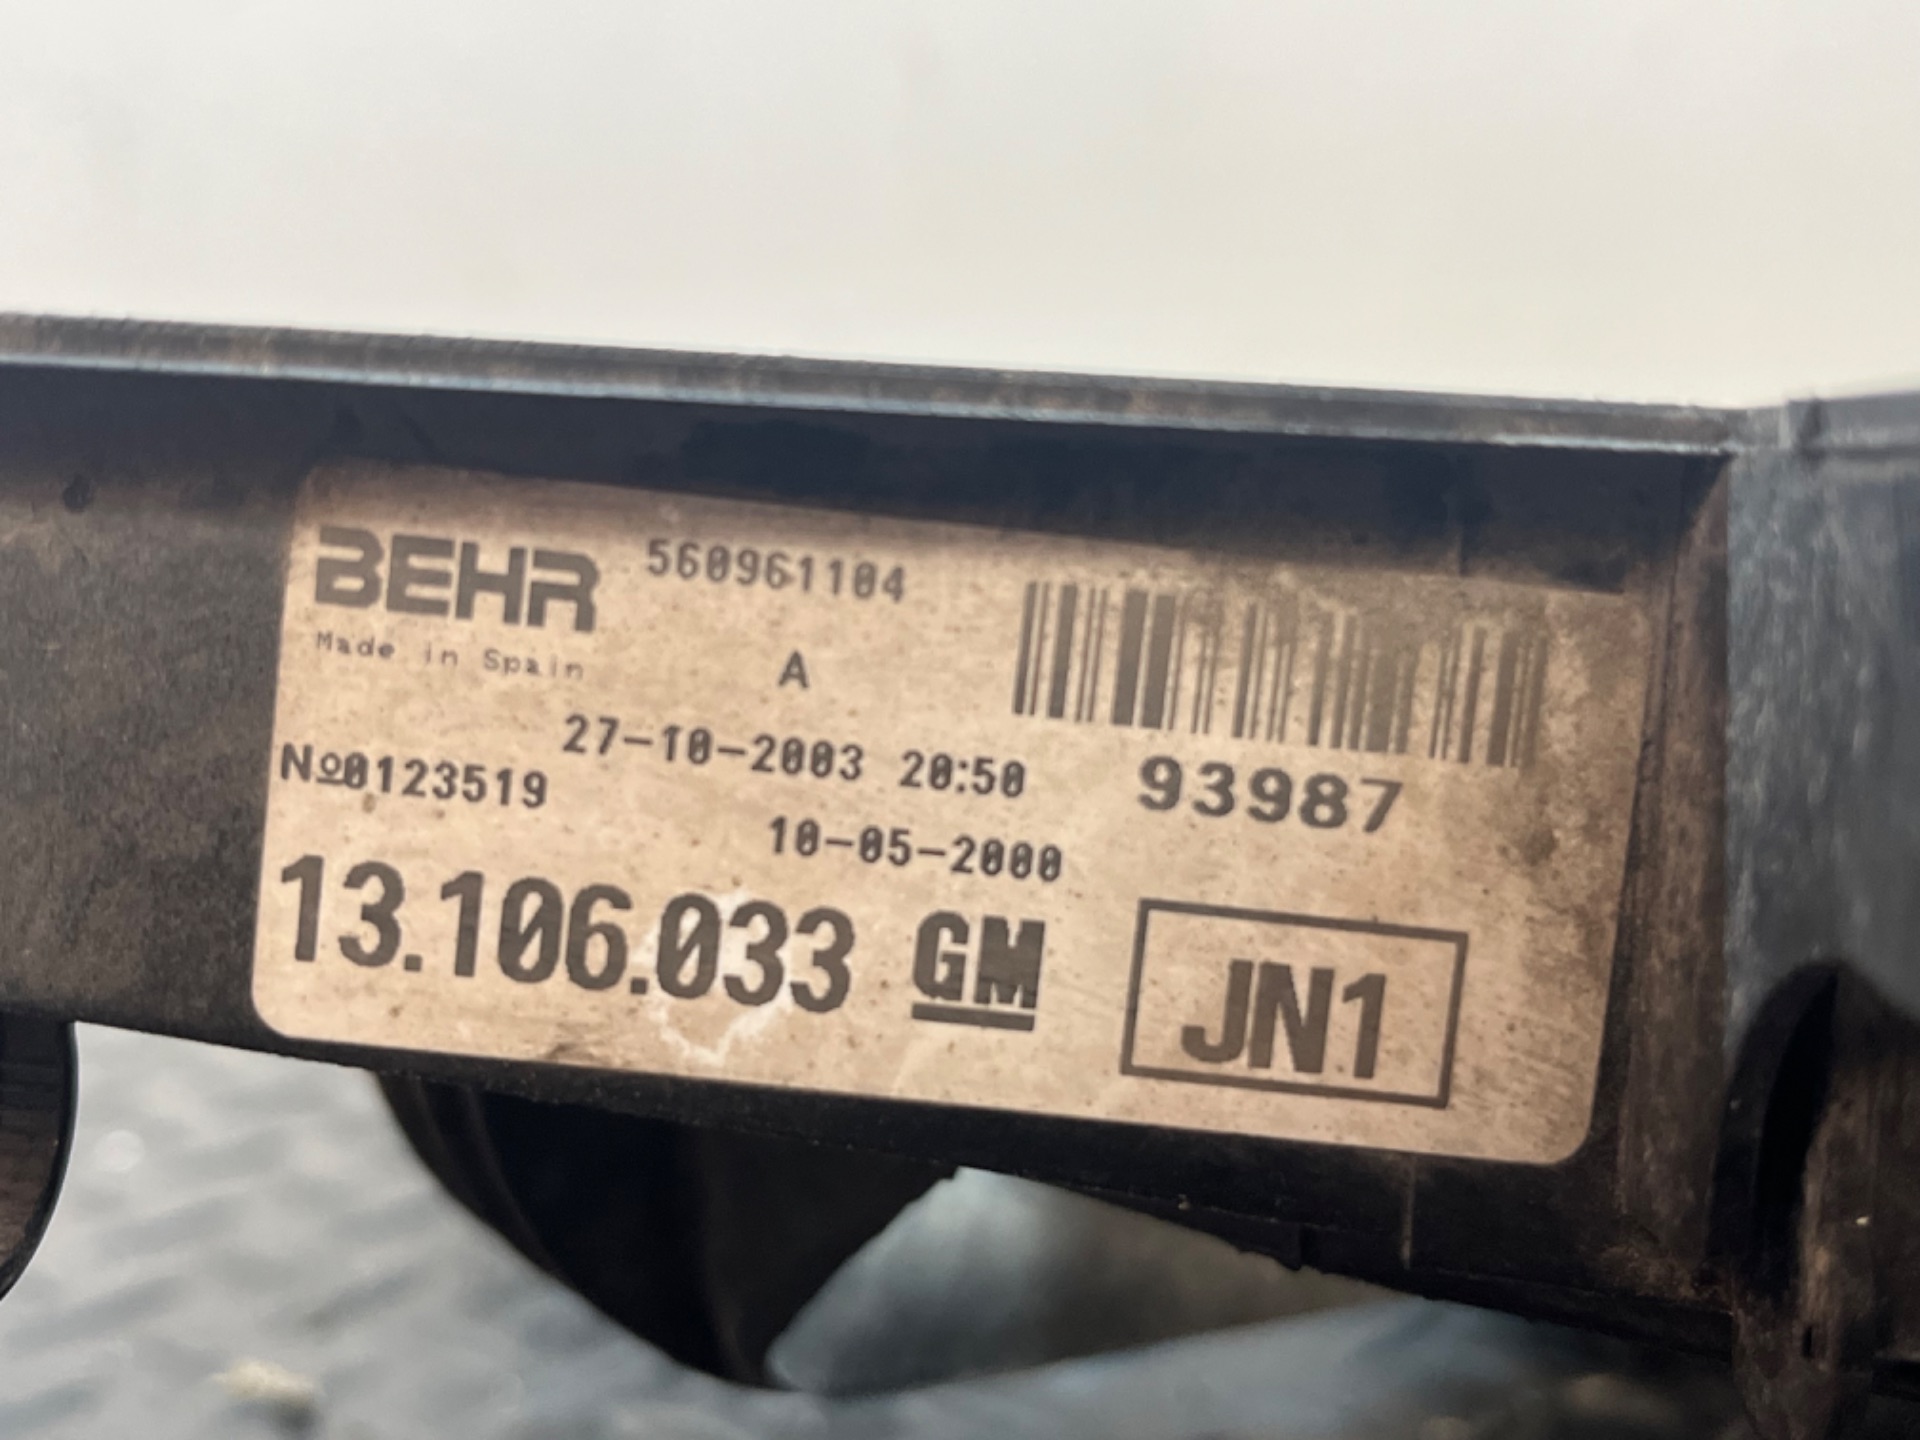 BEHR 560961104
Made in Spain A
27-10-2003 20:50
Nº0123519 93987
10-05-2000
13.106.033 GM JN1